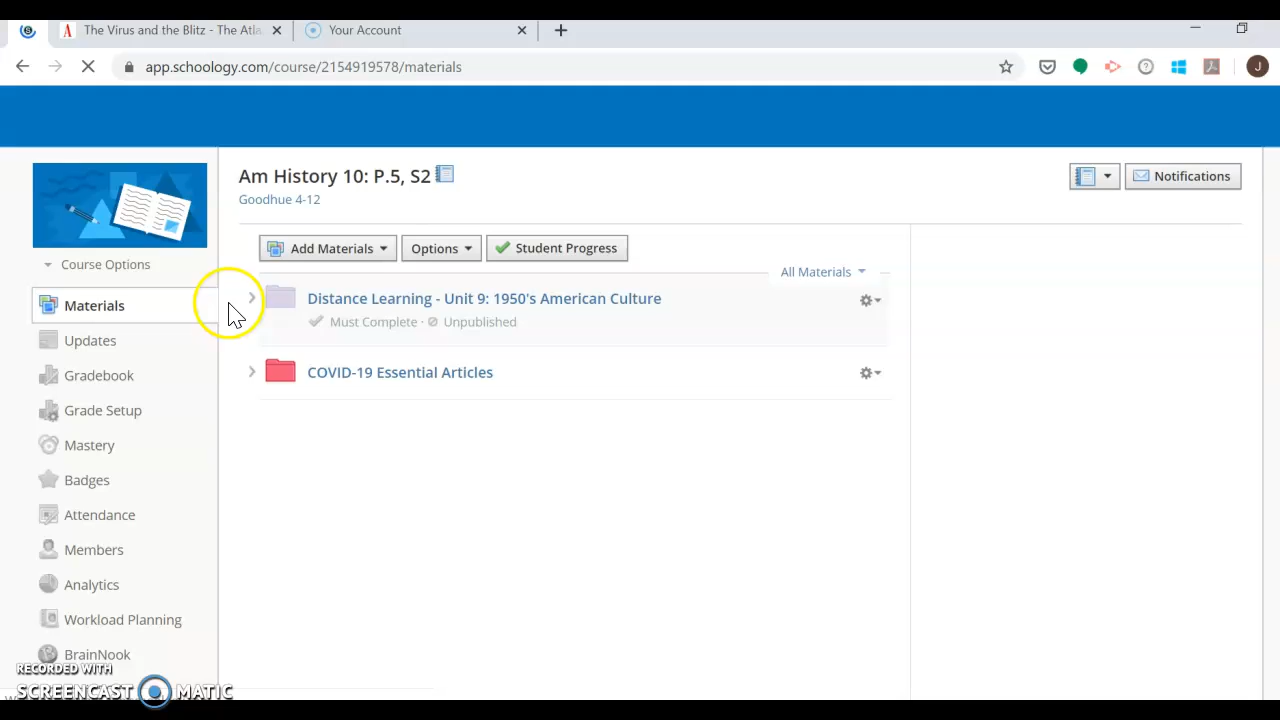 The Virus and the Blitz - The Atla
Your Account
app.schoology.com/course/2154919578/materials
J
Am History 10: P.5, S2
Goodhue 4-12
Notifications
Course Options
Add Materials
Options
Student Progress
All Materials
Materials
Distance Learning - Unit 9: 1950's American Culture
Must Complete · Unpublished
Updates
COVID-19 Essential Articles
Gradebook
Grade Setup
Mastery
Badges
Attendance
Members
Analytics
Workload Planning
BrainNook
RECORDED WITH
SCREENCAST MATIC